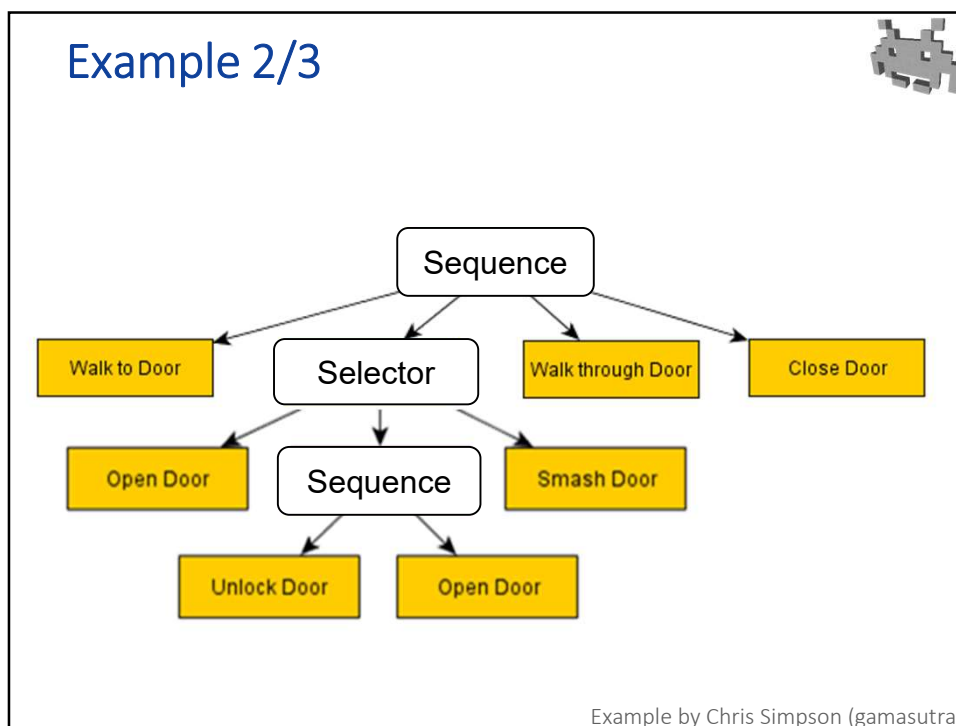 Example 2/3
Sequence
Walk to Door
Selector
Walk through Door
Close Door
Open Door
Sequence
Smash Door
Unlock Door
Open Door
Example by Chris Simpson (gamasutra